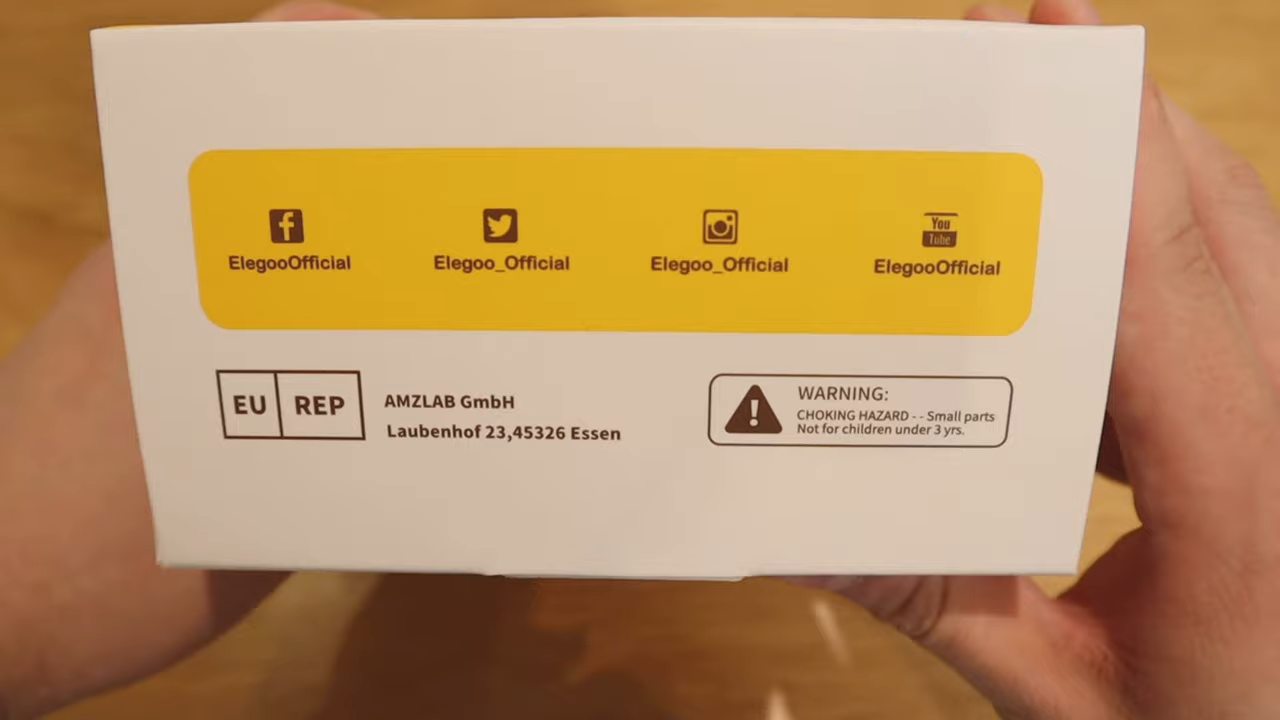 ElegooOfficial
Elegoo_Official
Elegoo_Official
You
Tube
ElegooOfficial
EU REP
AMZLAB GmbH
Laubenhof 23,45326 Essen
WARNING:
CHOKING HAZARD - - Small parts
Not for children under 3 yrs.